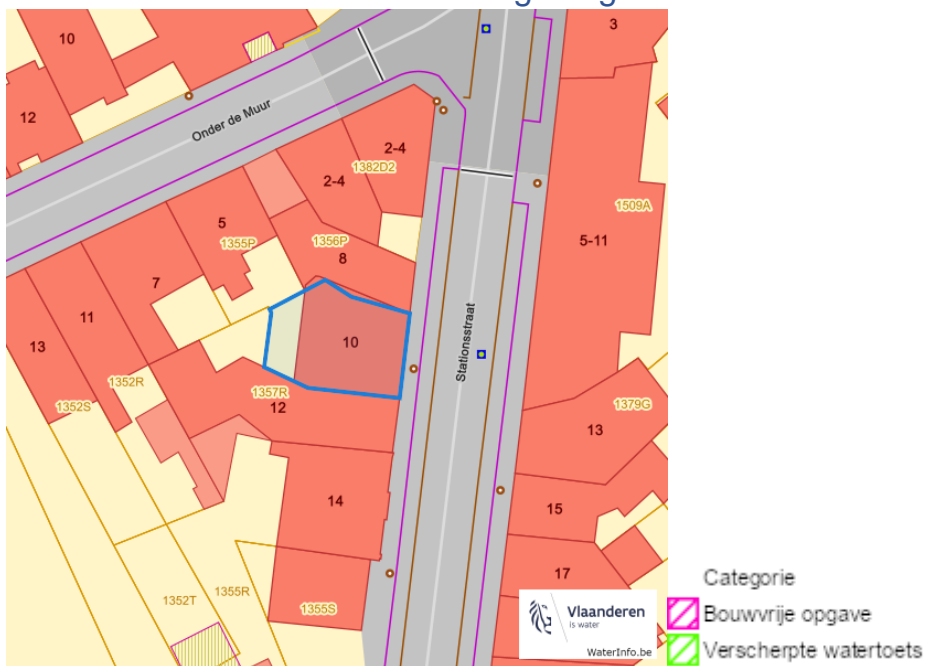 10
3
12
Onder de Muur
2-4
1382D2
2-4
1509A
5
1355P
1356P
8
5-11
7
11
13
10
Stationsstraat
1352R
1352S
1357R
12
1379G
13
14
15
17
1352T
1355R
1355S
Vlaanderen
is water
WaterInfo.be
Categorie
Bouwvrije opgave
Verscherpte watertoets